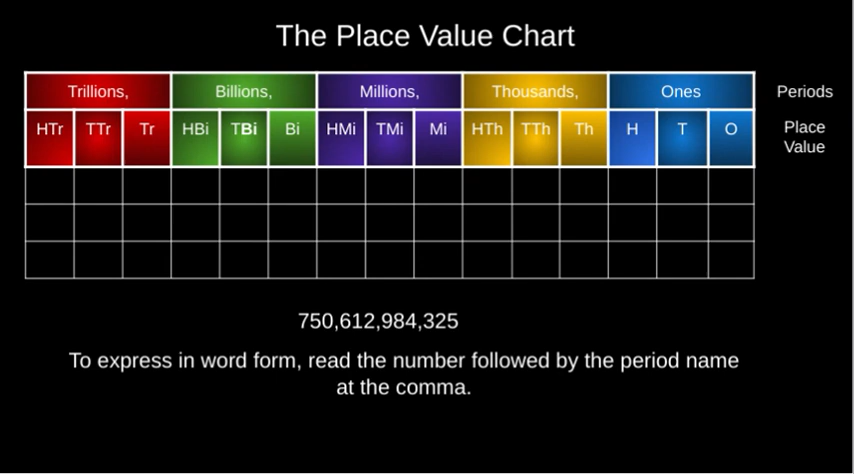 The Place Value Chart
Trillions, Billions, Millions, Thousands, Ones Periods
HTr TTr Tr HBi TBi Bi HMi TMi Mi HTh TTh Th H T O Place
Value
750,612,984,325
To express in word form, read the number followed by the period name
at the comma.